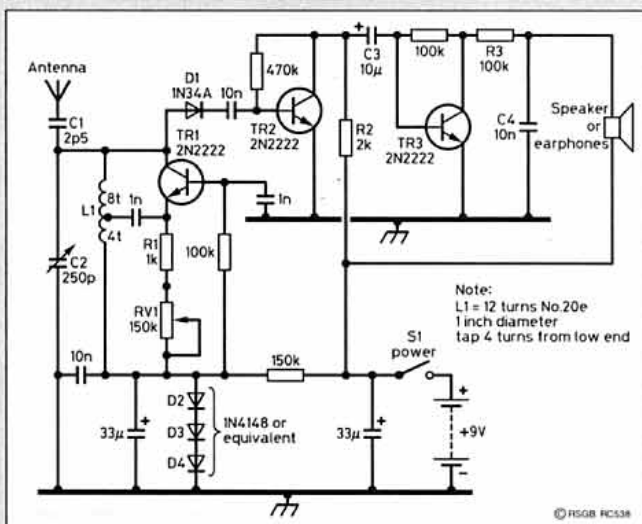 Antenna
C1
2p5
D1
1N34A
10n
470k
TR2
2N2222
+
C3
10μ
100k
R3
100k
TR3
2N2222
C4
10n
Speaker
or
earphones
R2
2k
TR1
2N2222
8t
L1
4t
1n
1n
C2
250p
R1
1k
100k
RV1
150k
10n
33μ
+
D2
D3
D4
1N4148 or
equivalent
150k
33μ
+
S1
power
+
+9V
−
Note:
L1 = 12 turns No.20e
1 inch diameter
tap 4 turns from low end
© RSGB RC538